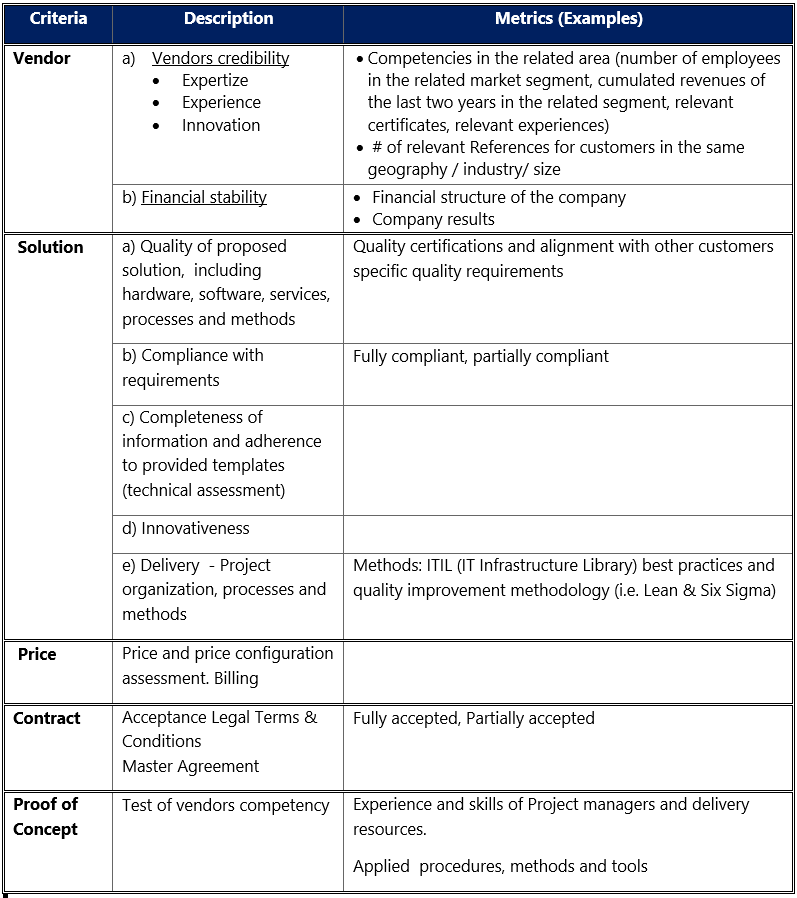 Criteria Description Metrics (Examples)
Vendor
a) Vendors credibility
• Expertize
• Experience
• Innovation
• Competencies in the related area (number of employees
in the related market segment, cumulated revenues of
the last two years in the related segment, relevant
certificates, relevant experiences)
• # of relevant References for customers in the same
geography / industry/ size
b) Financial stability
• Financial structure of the company
• Company results
Solution
a) Quality of proposed
solution, including
hardware, software, services,
processes and methods
Quality certifications and alignment with other customers
specific quality requirements
b) Compliance with
requirements
Fully compliant, partially compliant
c) Completeness of
information and adherence
to provided templates
(technical assessment)
d) Innovativeness
e) Delivery - Project
organization, processes and
methods
Methods: ITIL (IT Infrastructure Library) best practices and
quality improvement methodology (i.e. Lean & Six Sigma)
Price
Price and price configuration
assessment. Billing
Contract
Acceptance Legal Terms &
Conditions
Master Agreement
Fully accepted, Partially accepted
Proof of
Concept
Test of vendors competency
Experience and skills of Project managers and delivery
resources.
Applied procedures, methods and tools